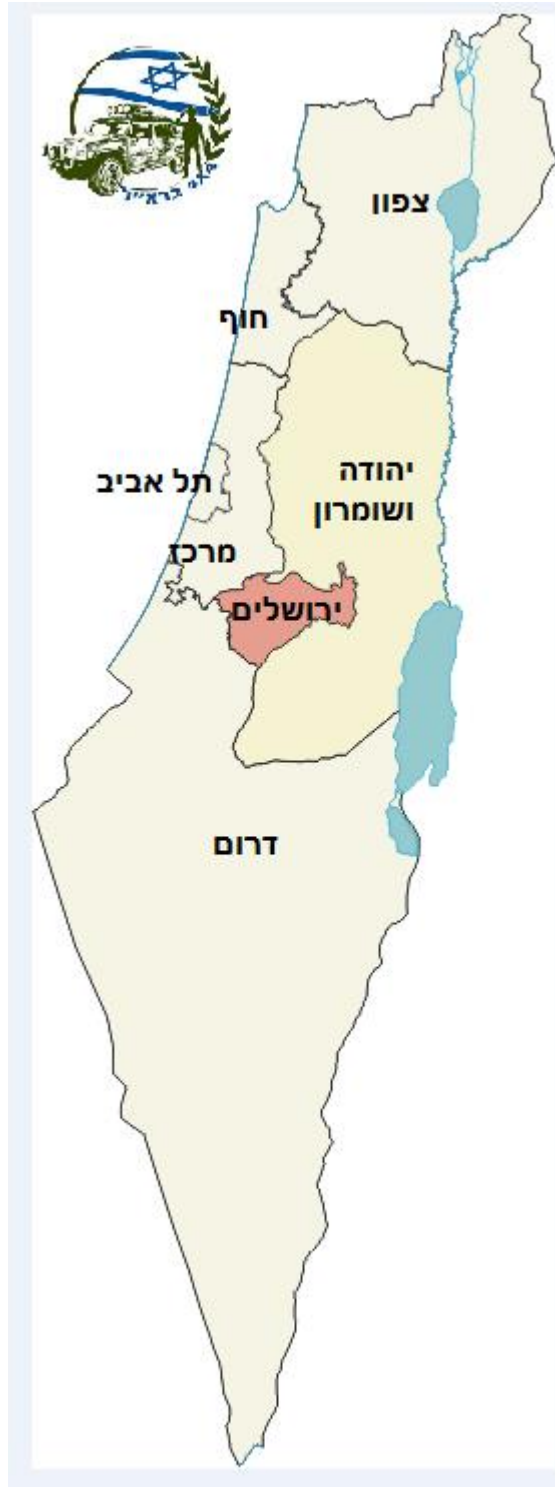 צפון
חוף
יהודה
ושומרון
תל אביב
מרכז
ירושלים
דרום